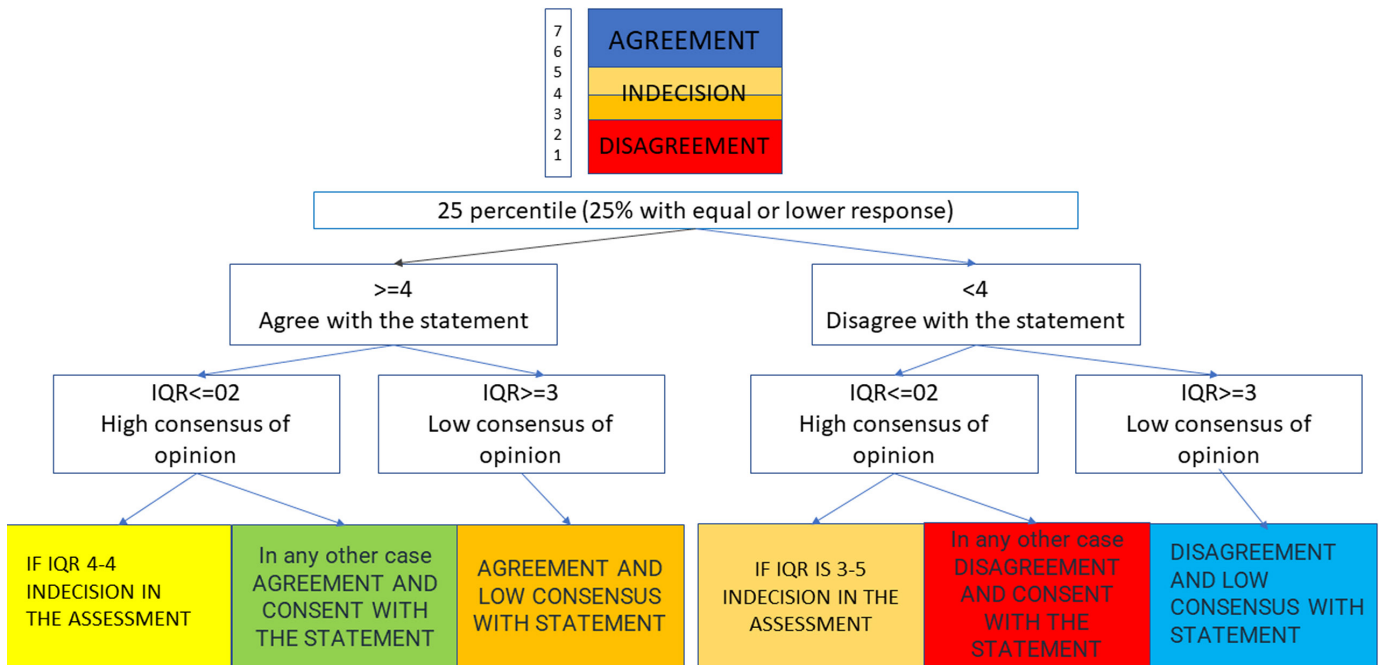 7
6
5
4
3
2
1
AGREEMENT
INDECISION
DISAGREEMENT
25 percentile (25% with equal or lower response)
>=4
Agree with the statement
<4
Disagree with the statement
IQR<=02
High consensus of
opinion
IQR>=3
Low consensus of
opinion
IQR<=02
High consensus of
opinion
IQR>=3
Low consensus of
opinion
IF IQR 4-4
INDECISION IN
THE ASSESSMENT
In any other case
AGREEMENT AND
CONSENT WITH
THE STATEMENT
AGREEMENT AND
LOW CONSENSUS
WITH STATEMENT
IF IQR IS 3-5
INDECISION IN THE
ASSESSMENT
In any other case
DISAGREEMENT
AND CONSENT
WITH THE
STATEMENT
DISAGREEMENT
AND LOW
CONSENSUS WITH
STATEMENT